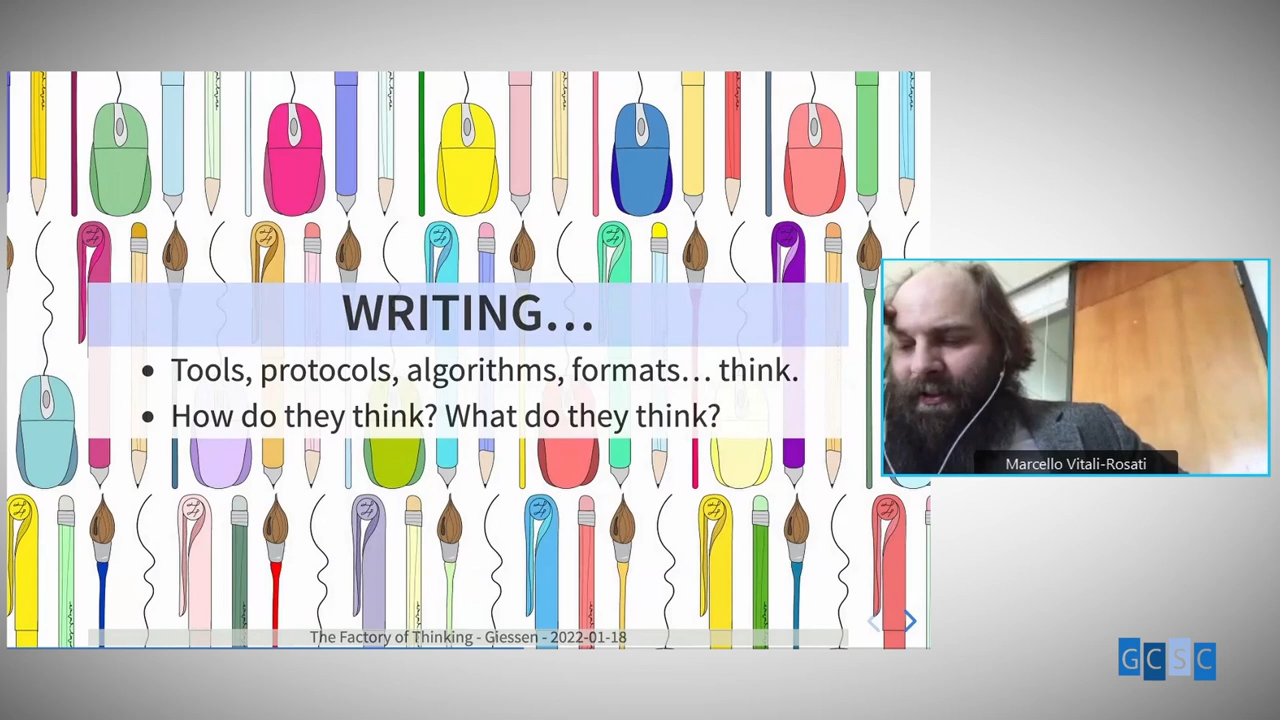 WRITING…
Tools, protocols, algorithms, formats… think.
How do they think? What do they think?
The Factory of Thinking - Giessen - 2022-01-18
Marcello Vitali-Rosati
GCSC